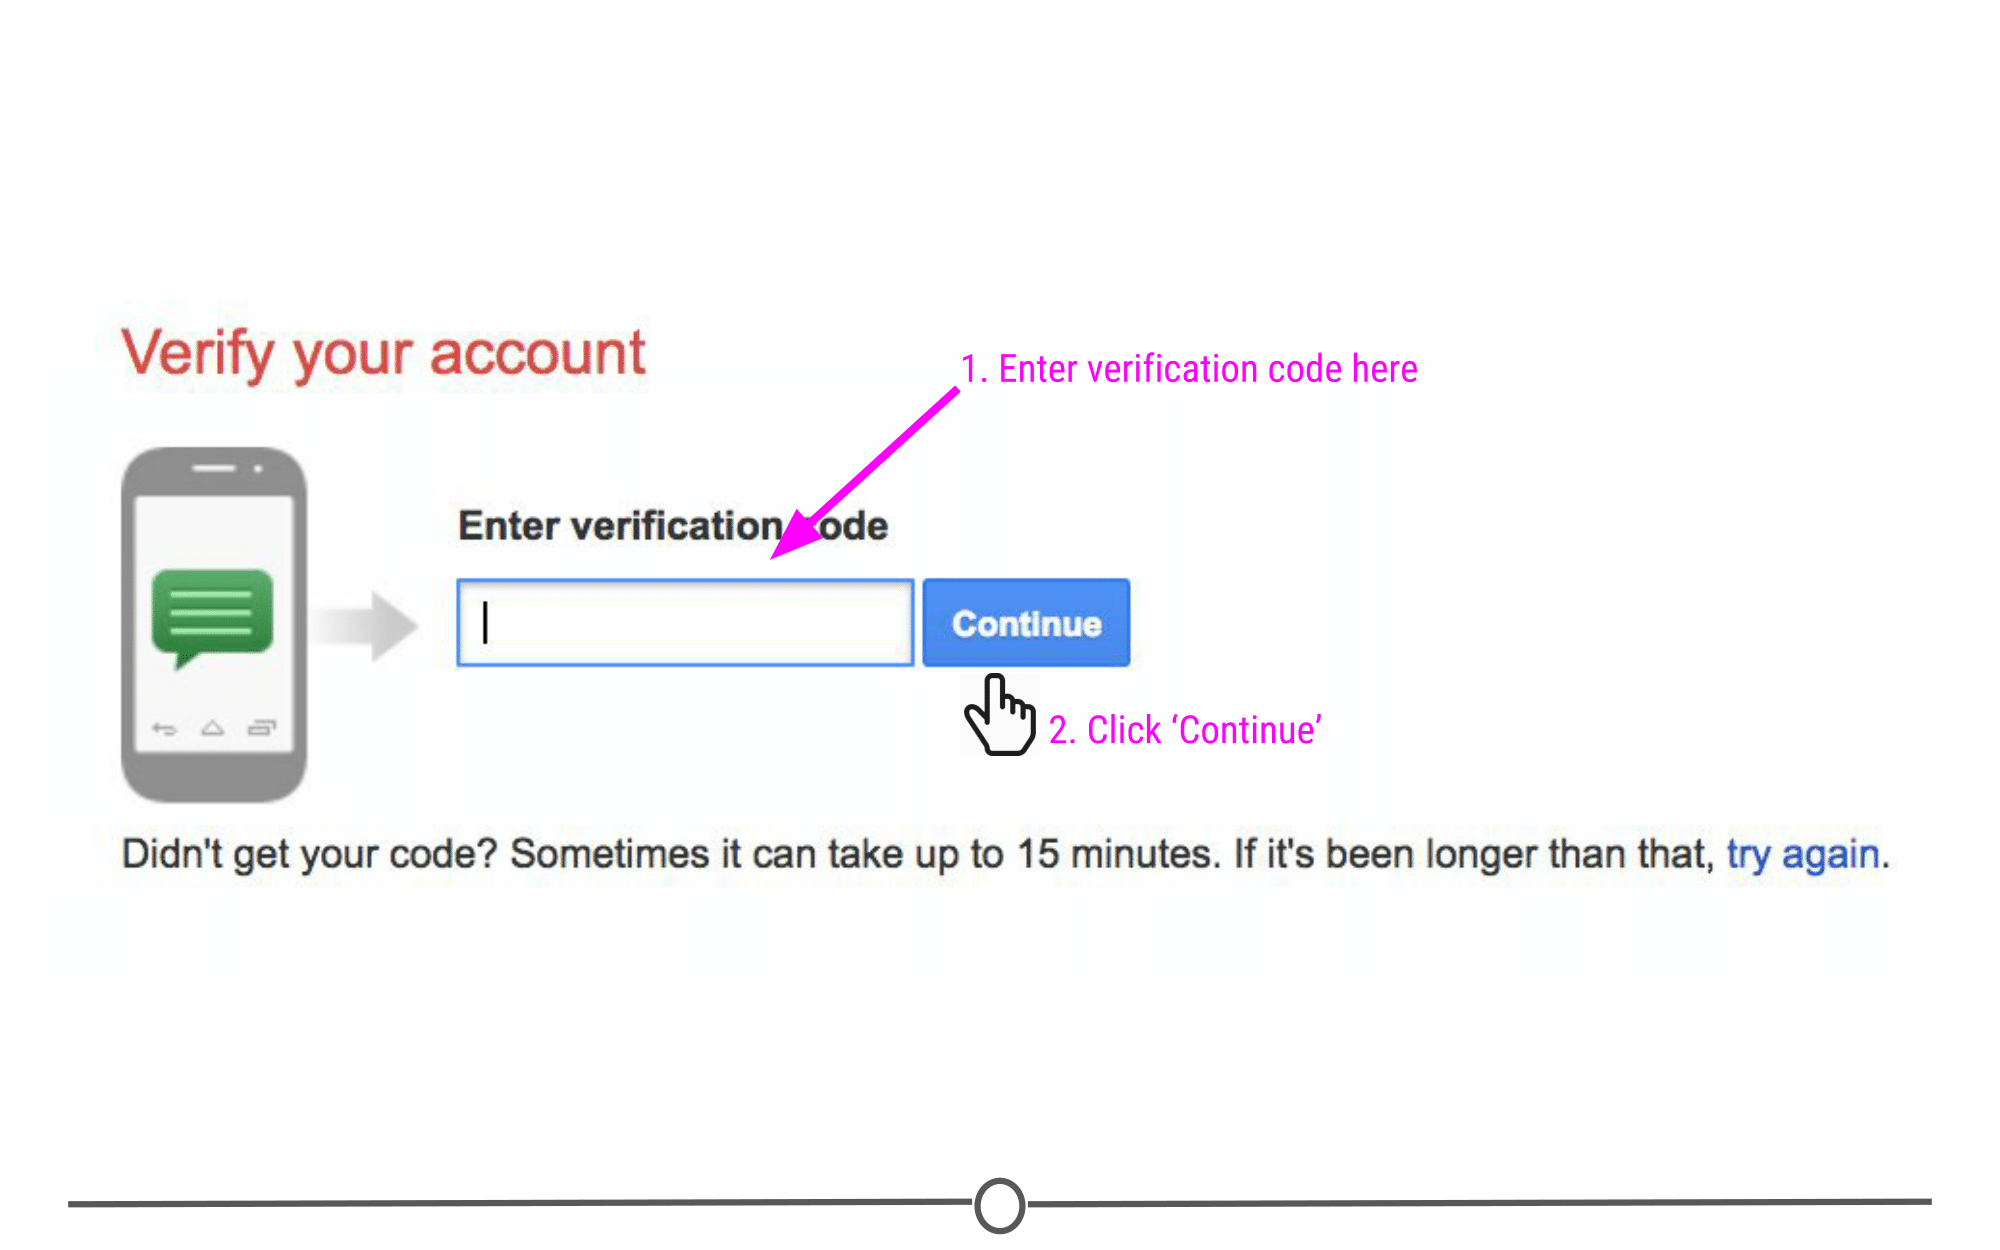 Verify your account
1. Enter verification code here
Enter verification code
Continue
2. Click ‘Continue’
Didn't get your code? Sometimes it can take up to 15 minutes. If it's been longer than that, try again.